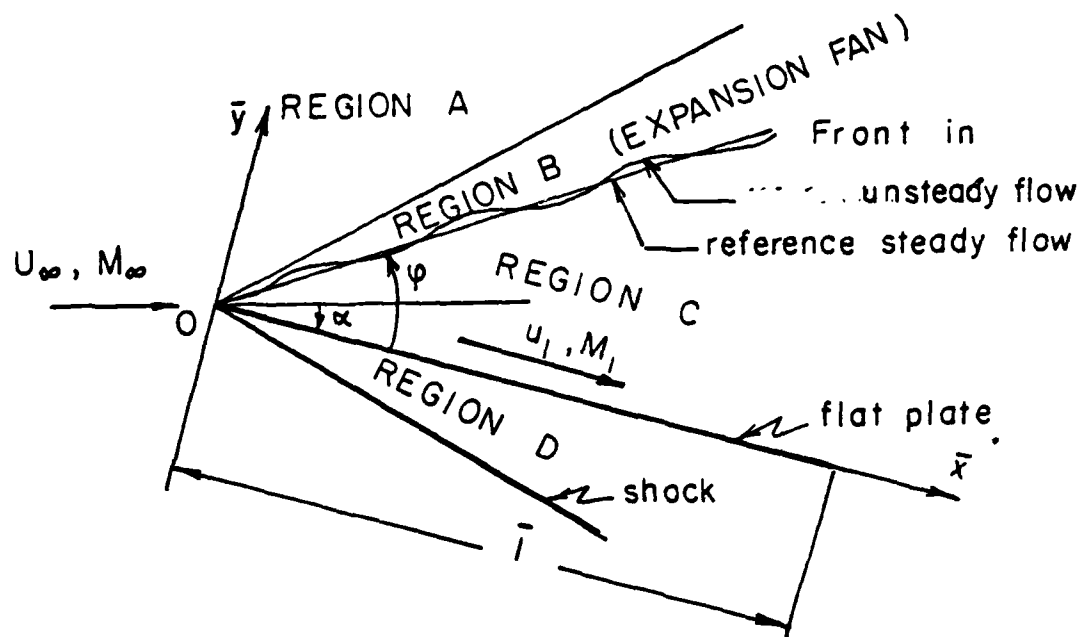 ȳ REGION A
REGION B (EXPANSION FAN)
Front in
unsteady flow
reference steady flow
U∞, M∞
O
φ
α
REGION C
u₁, M₁
REGION D
flat plate
x̄
shock
l̄